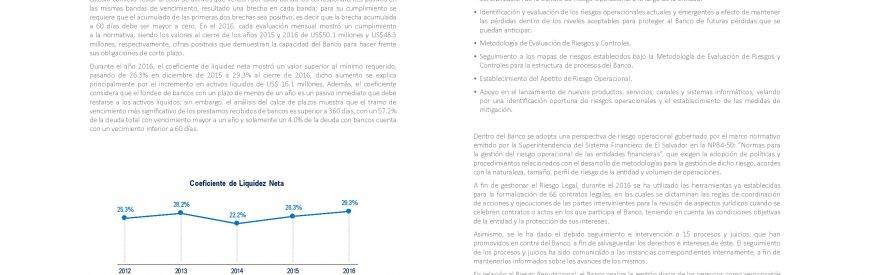 las mismas bandas de vencimiento, resultado una brecha en cada banda; para su cumplimiento se
requiere que el acumulado de las primeras dos brechas sea positivo, es decir que la brecha acumulada
a 60 días debe ser mayor a cero. En el 2016, cada evaluación mensual mostró un cumplimiento
a la normativa, siendo los valores al cierre de los años 2015 y 2016 de US$50.1 millones y US$48.3
millones, respectivamente, cifras positivas que demuestran la capacidad del Banco para hacer frente
sus obligaciones de corto plazo.
Durante el año 2016, el coeficiente de liquidez neta mostró un valor superior al mínimo requerido,
pasando de 26.3% en diciembre de 2015 a 29.3% al cierre de 2016, dicho aumento se explica
principalmente por el incremento en activos líquidos de US$ 16.1 millones. Además, el coeficiente
considera que el fondeo de bancos con un plazo de menos de un año es un pasivo inmediato que debe
restarse a los activos líquidos; sin embargo, el análisis del calce de plazos muestra que el tramo de
vencimiento más significativo de los prestamos recibidos de bancos es superior a 360 días, con un 57.2%
de la deuda total con vencimiento mayor a un año y solamente un 4.0% de la deuda con bancos cuenta
con un vecimiento inferior a 60 días.
Coeficiente de Liquidez Neta
25.3%
28.2%
22.2%
26.3%
29.3%
2012
2013
2014
2015
2016
• Identificación y evaluación de los riesgos operacionales actuales y emergentes a efecto de mantener
las pérdidas dentro de los niveles aceptables para proteger al Banco de futuras pérdidas que se
puedan anticipar.
• Metodología de Evaluación de Riesgos y Controles.
• Seguimiento a los mapas de riesgos establecidos bajo la Metodología de Evaluación de Riesgos y
Controles para la estructura de procesos del Banco.
• Establecimiento del Apetito de Riesgo Operacional.
• Apoyo en el lanzamiento de nuevos productos, servicios, canales y sistemas informáticos, velando
por una identificación oportuna de riesgos operacionales y el establecimiento de las medidas de
mitigación.
Dentro del Banco se adopta una perspectiva de riesgo operacional gobernado por el marco normativo
emitido por la Superintendencia del Sistema Financiero de El Salvador en la NPB4-50: "Normas para
la gestión del riesgo operacional de las entidades financieras", que exigen la adopción de políticas y
procedimientos relacionados con el desarrollo de metodologías para la gestión de dicho riesgo, acordes
con la naturaleza, tamaño, perfil de riesgo de la entidad y volumen de operaciones.
A fin de gestionar el Riesgo Legal, durante el 2016 se ha utilizado las herramientas ya establecidas
para la formalización de 66 contratos legales, en las cuales se dictaminan las reglas de coordinación
de acciones y ejecuciones de las partes intervinientes para la revisión de aspectos jurídicos cuando se
celebren contratos o actos en los que participa el Banco, teniendo en cuenta las condiciones objetivas
de la entidad y la protección de sus intereses.
Asimismo, se le ha dado el debido seguimiento e intervención a 15 procesos y juicios, que han
promovidos en contra del Banco, a fin de salvaguardar los derechos e intereses de éste. El seguimiento
de los procesos y juicios ha sido comunicado a las instancias correspondientes internamente, a fin de
mantenerlos informados sobre los avances de los mismos.